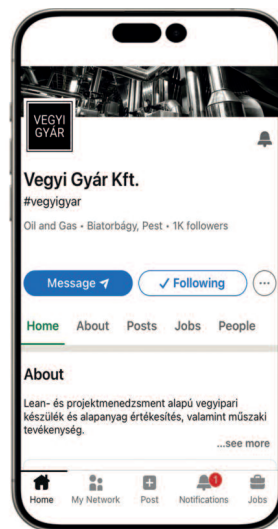 VEGYI
GYÁR
Vegyi Gyár Kft.
#vegyigyar
Oil and Gas • Biatorbágy, Pest • 1K followers
Message
✓ Following
Home About Posts Jobs People
About
Lean- és projektmenedzsment alapú vegyipari
készülék és alapanyag értékesítés, valamint műszaki
tevékenység.
...see more
1
Home My Network Post Notifications Jobs